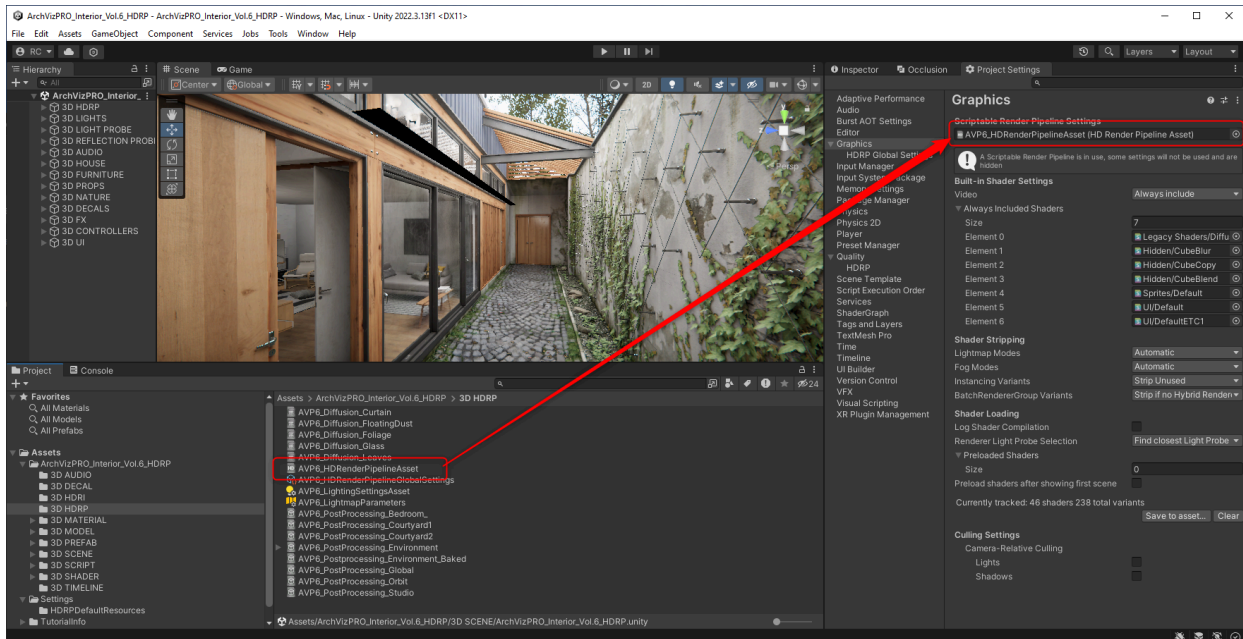 ArchVizPRO_Interior_Vol.6_HDRP - ArchVizPRO_Interior_Vol.6_HDRP - Windows, Mac, Linux - Unity 2022.3.13f1 <DX11>
File Edit Assets GameObject Component Services Jobs Tools Window Help
RC Layers Layout
Hierarchy
All
ArchVizPRO_Interior_
3D HDRP
3D LIGHTS
3D LIGHT PROBE
3D REFLECTION PROBI
3D AUDIO
3D HOUSE
3D FURNITURE
3D PROPS
3D NATURE
3D DECALS
3D FX
3D CONTROLLERS
3D UI
Scene Game
Center Global 2D
Persp
Project Console
24
Favorites
All Materials
All Models
All Prefabs
Assets
ArchVizPRO_Interior_Vol.6_HDRP
3D AUDIO
3D DECAL
3D HDRI
3D HDRP
3D MATERIAL
3D MODEL
3D PREFAB
3D SCENE
3D SCRIPT
3D SHADER
3D TIMELINE
Settings
HDRPDefaultResources
TutorialInfo
Assets > ArchVizPRO_Interior_Vol.6_HDRP > 3D HDRP
AVP6_Diffusion_Curtain
AVP6_Diffusion_FloatingDust
AVP6_Diffusion_Foliage
AVP6_Diffusion_Glass
AVP6_Diffusion_Leaves
AVP6_HDRenderPipelineAsset
AVP6_HDRenderPipelineGlobalSettings
AVP6_LightingSettingsAsset
AVP6_LightmapParameters
AVP6_PostProcessing_Bedroom_
AVP6_PostProcessing_Courtyard1
AVP6_PostProcessing_Courtyard2
AVP6_PostProcessing_Environment
AVP6_Postprocessing_Environment_Baked
AVP6_PostProcessing_Global
AVP6_PostProcessing_Orbit
AVP6_PostProcessing_Studio
Assets/ArchVizPRO_Interior_Vol.6_HDRP/3D SCENE/ArchVizPRO_Interior_Vol.6_HDRP.unity
Inspector Occlusion Project Settings
Adaptive Performance
Audio
Burst AOT Settings
Editor
Graphics
HDRP Global
Input Manager
Input System Package
Memory Settings
Package Manager
Physics
Physics 2D
Player
Preset Manager
Quality
HDRP
Scene Template
Script Execution Order
Services
ShaderGraph
Tags and Layers
TextMesh Pro
Time
Timeline
UI Builder
Version Control
VFX
Visual Scripting
XR Plugin Management
Graphics
Scriptable Render Pipeline Settings
AVP6_HDRenderPipelineAsset (HD Render Pipeline Asset)
A Scriptable Render Pipeline is in use, some settings will not be used and are
hidden
Built-in Shader Settings
Video Always include
Always Included Shaders
Size 7
Element 0 Legacy Shaders/Diffu
Element 1 Hidden/CubeBlur
Element 2 Hidden/CubeCopy
Element 3 Hidden/CubeBlend
Element 4 Sprites/Default
Element 5 UI/Default
Element 6 UI/DefaultETC1
Shader Stripping
Lightmap Modes Automatic
Fog Modes Automatic
Instancing Variants Strip Unused
BatchRendererGroup Variants Strip if no Hybrid Renden
Shader Loading
Log Shader Compilation
Renderer Light Probe Selection Find closest Light Probe
Preloaded Shaders
Size 0
Preload shaders after showing first scene
Currently tracked: 46 shaders 238 total variants
Save to asset... Clear
Culling Settings
Camera-Relative Culling
Lights
Shadows